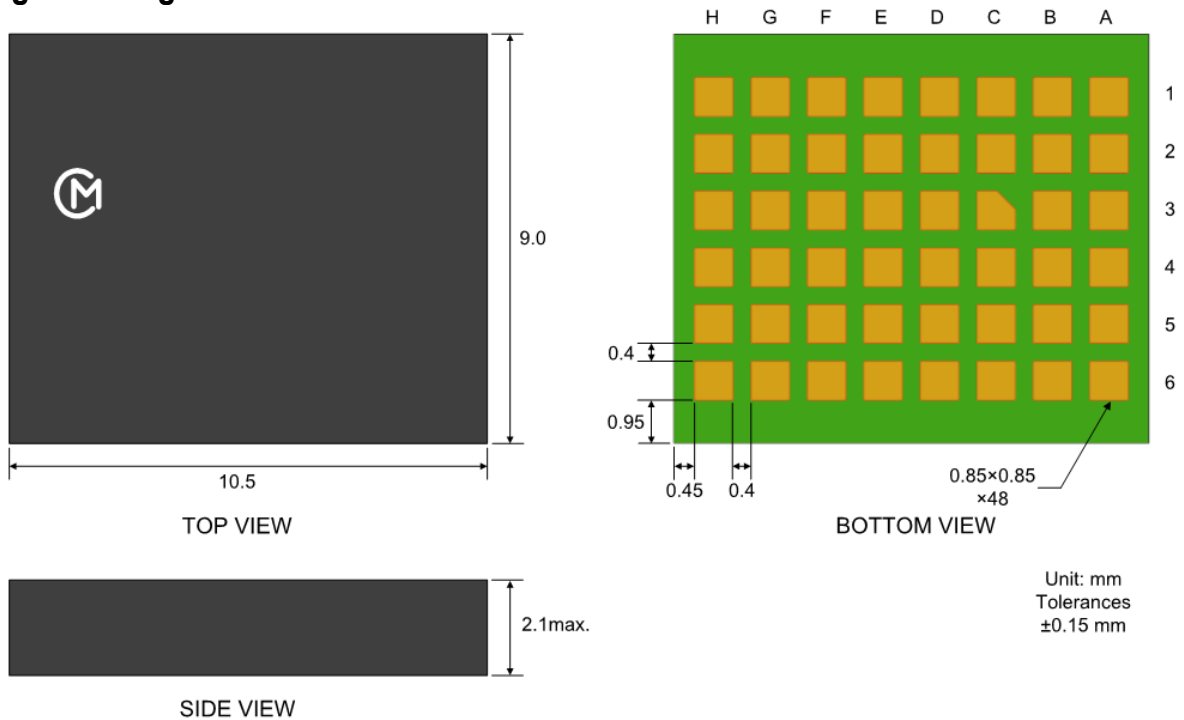 H G F E D C B A
1
2
3
4
5
6
9.0
10.5
TOP VIEW
0.4
0.95
0.45
0.4
0.85×0.85
×48
BOTTOM VIEW
2.1max.
SIDE VIEW
Unit: mm
Tolerances
±0.15 mm